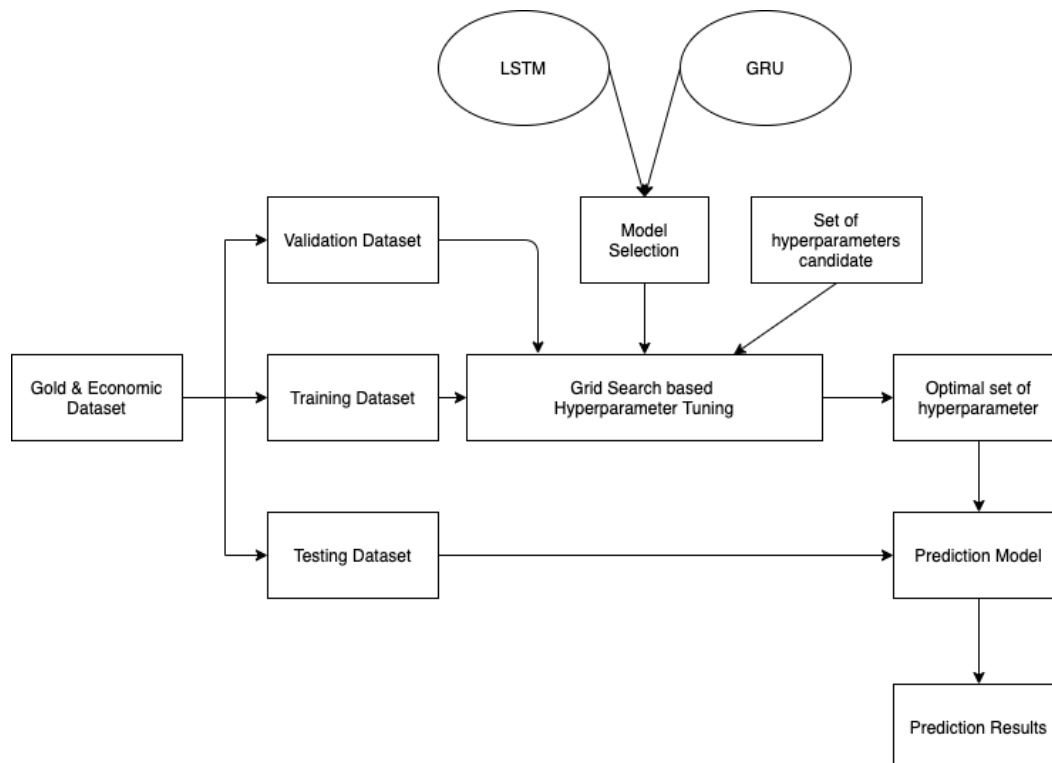 LSTM
GRU
Validation Dataset
Model
Selection
Set of
hyperparameters
candidate
Gold & Economic
Dataset
Training Dataset
Grid Search based
Hyperparameter Tuning
Optimal set of
hyperparameter
Testing Dataset
Prediction Model
Prediction Results